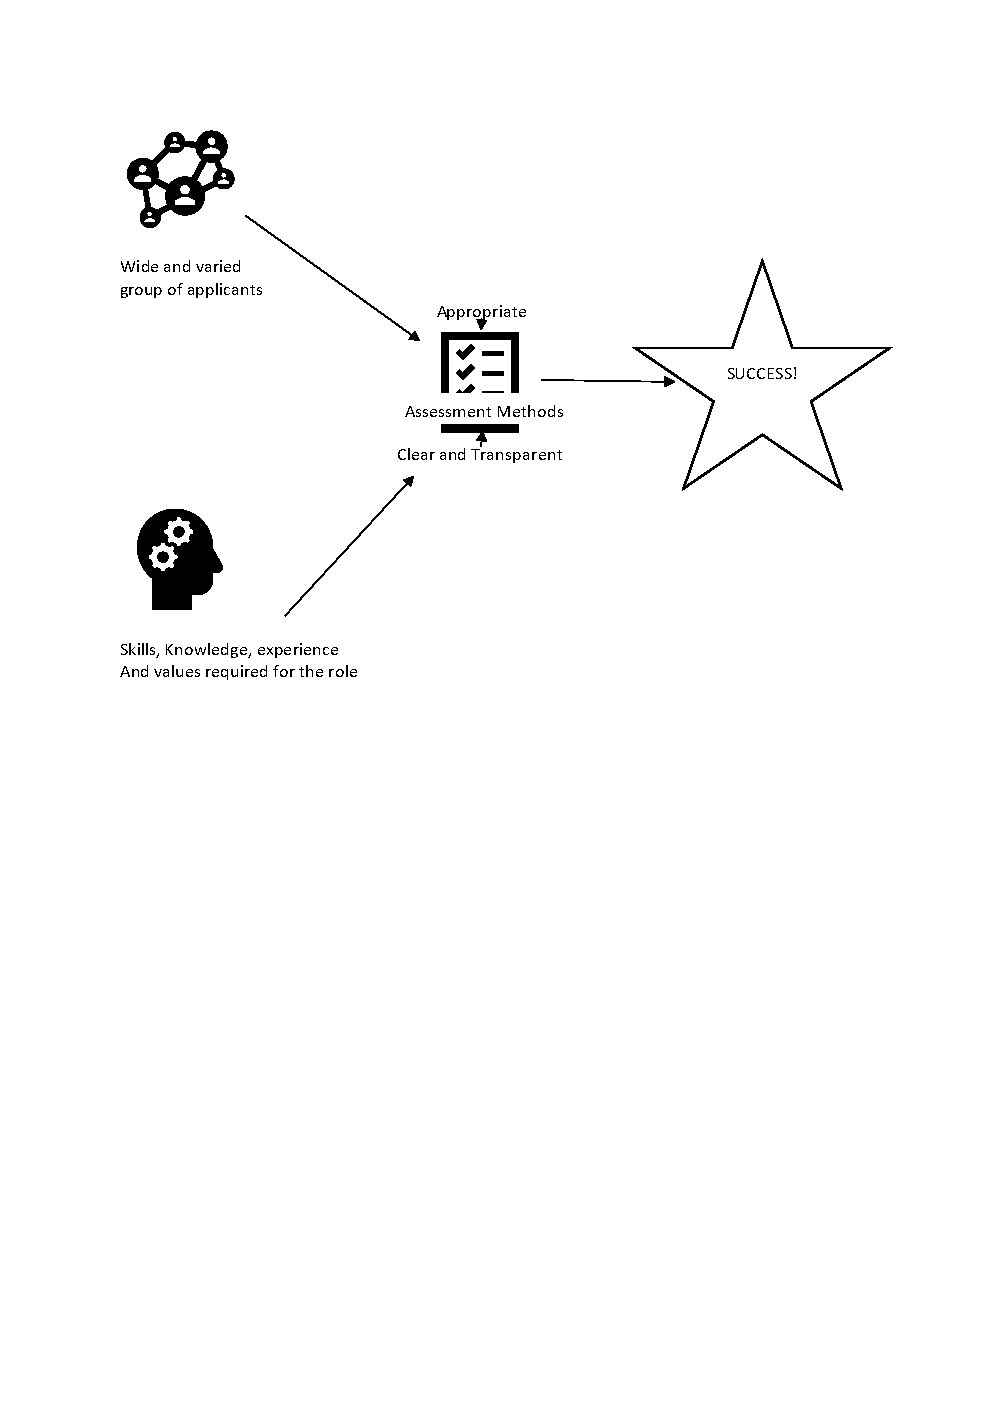 Wide and varied
group of applicants
Appropriate
Assessment Methods
Clear and Transparent
SUCCESS!
Skills, Knowledge, experience
And values required for the role